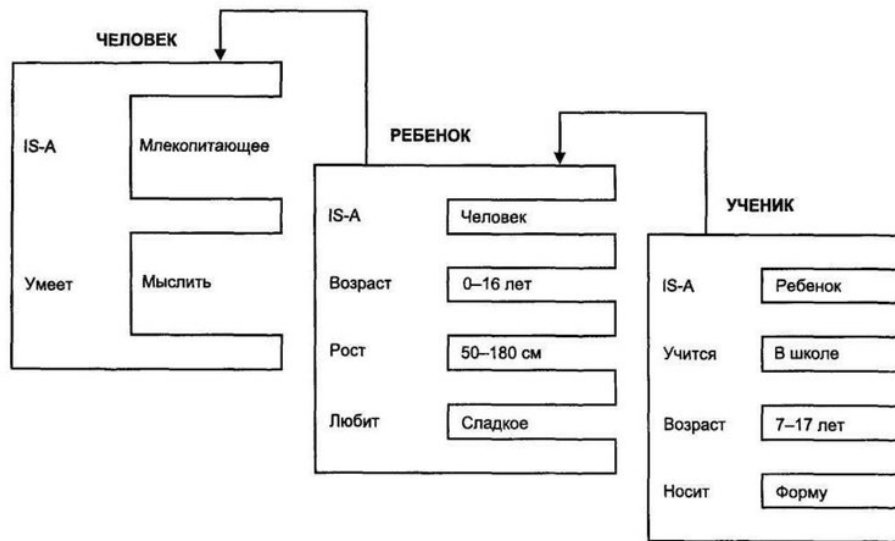 ЧЕЛОВЕК
IS-A Млекопитающее
Умеет Мыслить
РЕБЕНОК
IS-A Человек
Возраст 0–16 лет
Рост 50–180 см
Любит Сладкое
УЧЕНИК
IS-A Ребенок
Учится В школе
Возраст 7–17 лет
Носит Форму